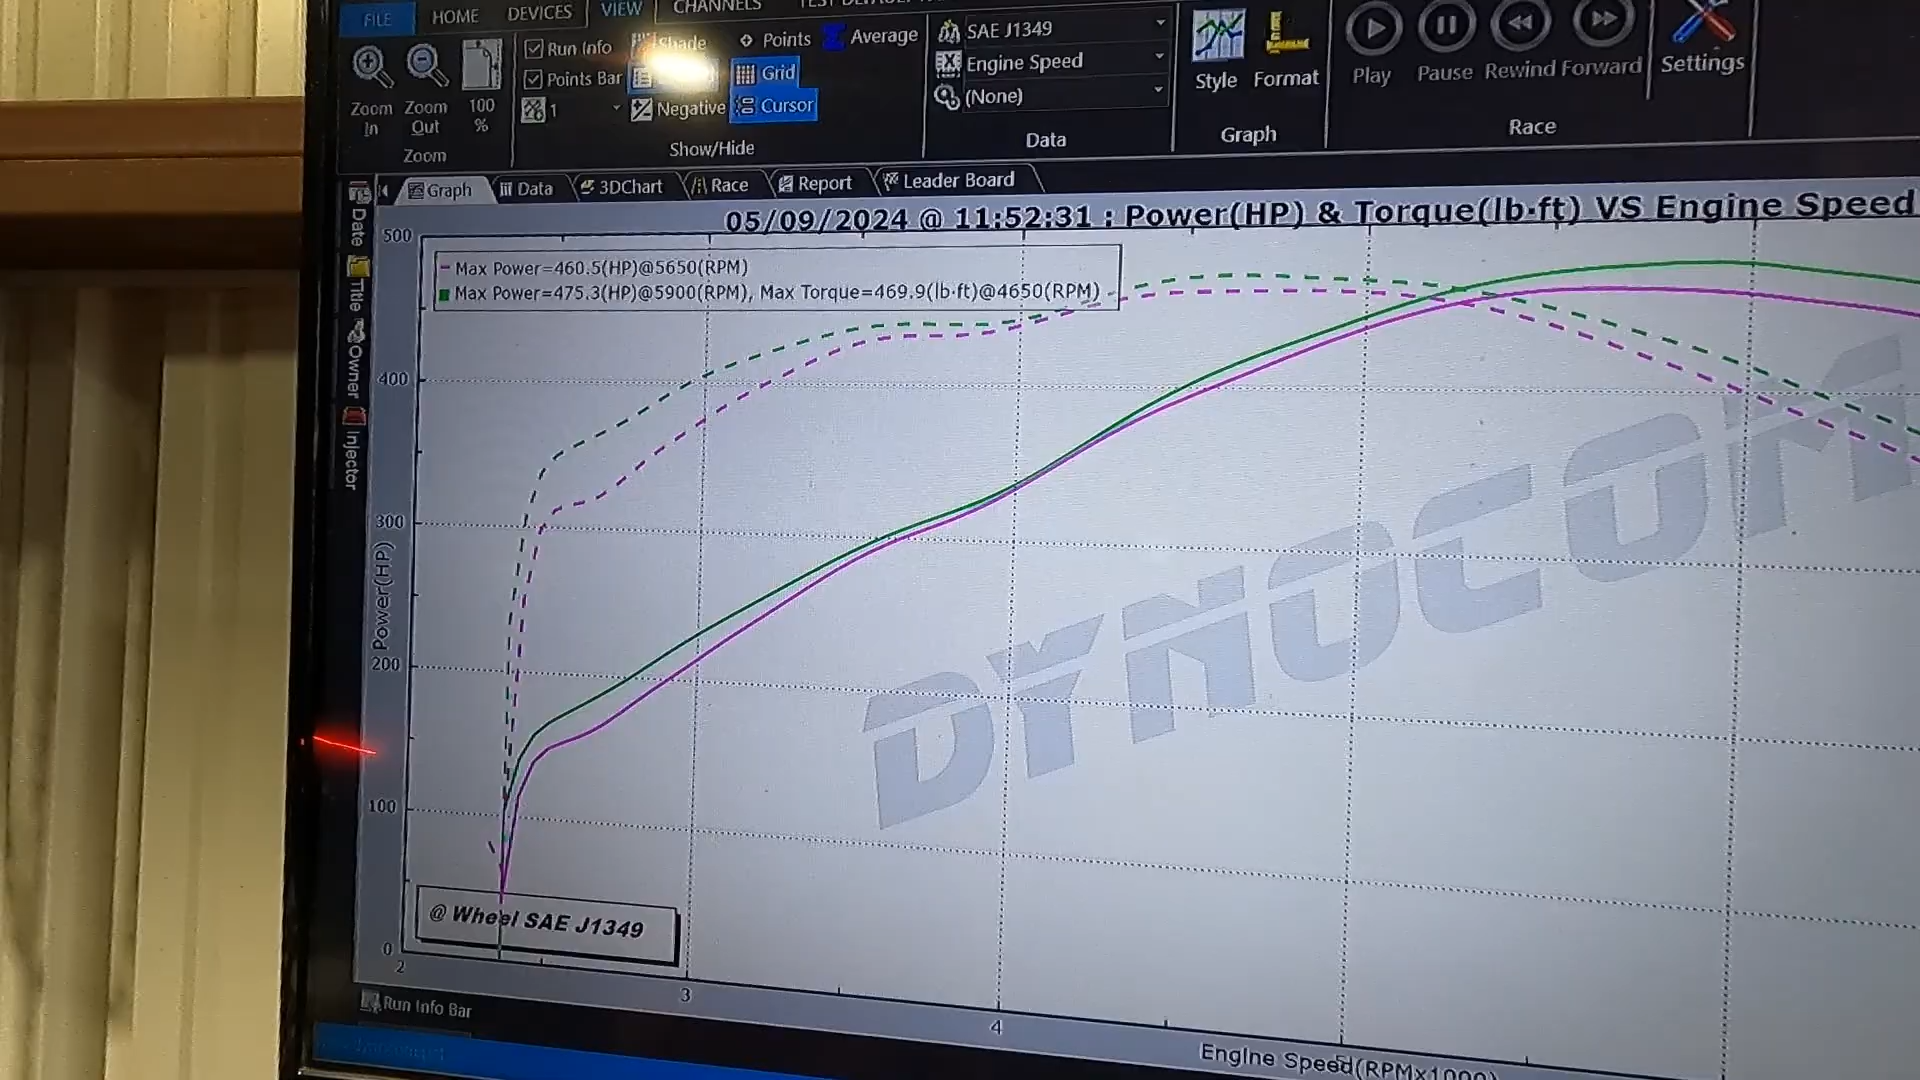 FILE HOME DEVICES VIEW CHANNELS
Zoom In
Zoom Out
100 %
Zoom
Run Info
Points Bar
1
Shade
Negative
Points
Grid
Cursor
Average
Show/Hide
SAE J1349
Engine Speed
(None)
Data
Style Format
Graph
Play Pause Rewind Forward
Race
Settings
Graph Data 3DChart Race Report Leader Board
Date
Title
Owner
Injector
05/09/2024 @ 11:52:31 : Power(HP) & Torque(lb-ft) VS Engine Speed
Max Power=460.5(HP)@5650(RPM)
Max Power=475.3(HP)@5900(RPM), Max Torque=469.9(lb-ft)@4650(RPM)
500
400
300
200
100
0
Power(HP)
DYNOCOM
@ Wheel SAE J1349
2 3 4 5
Engine Speed(RPMx1000)
Run Info Bar